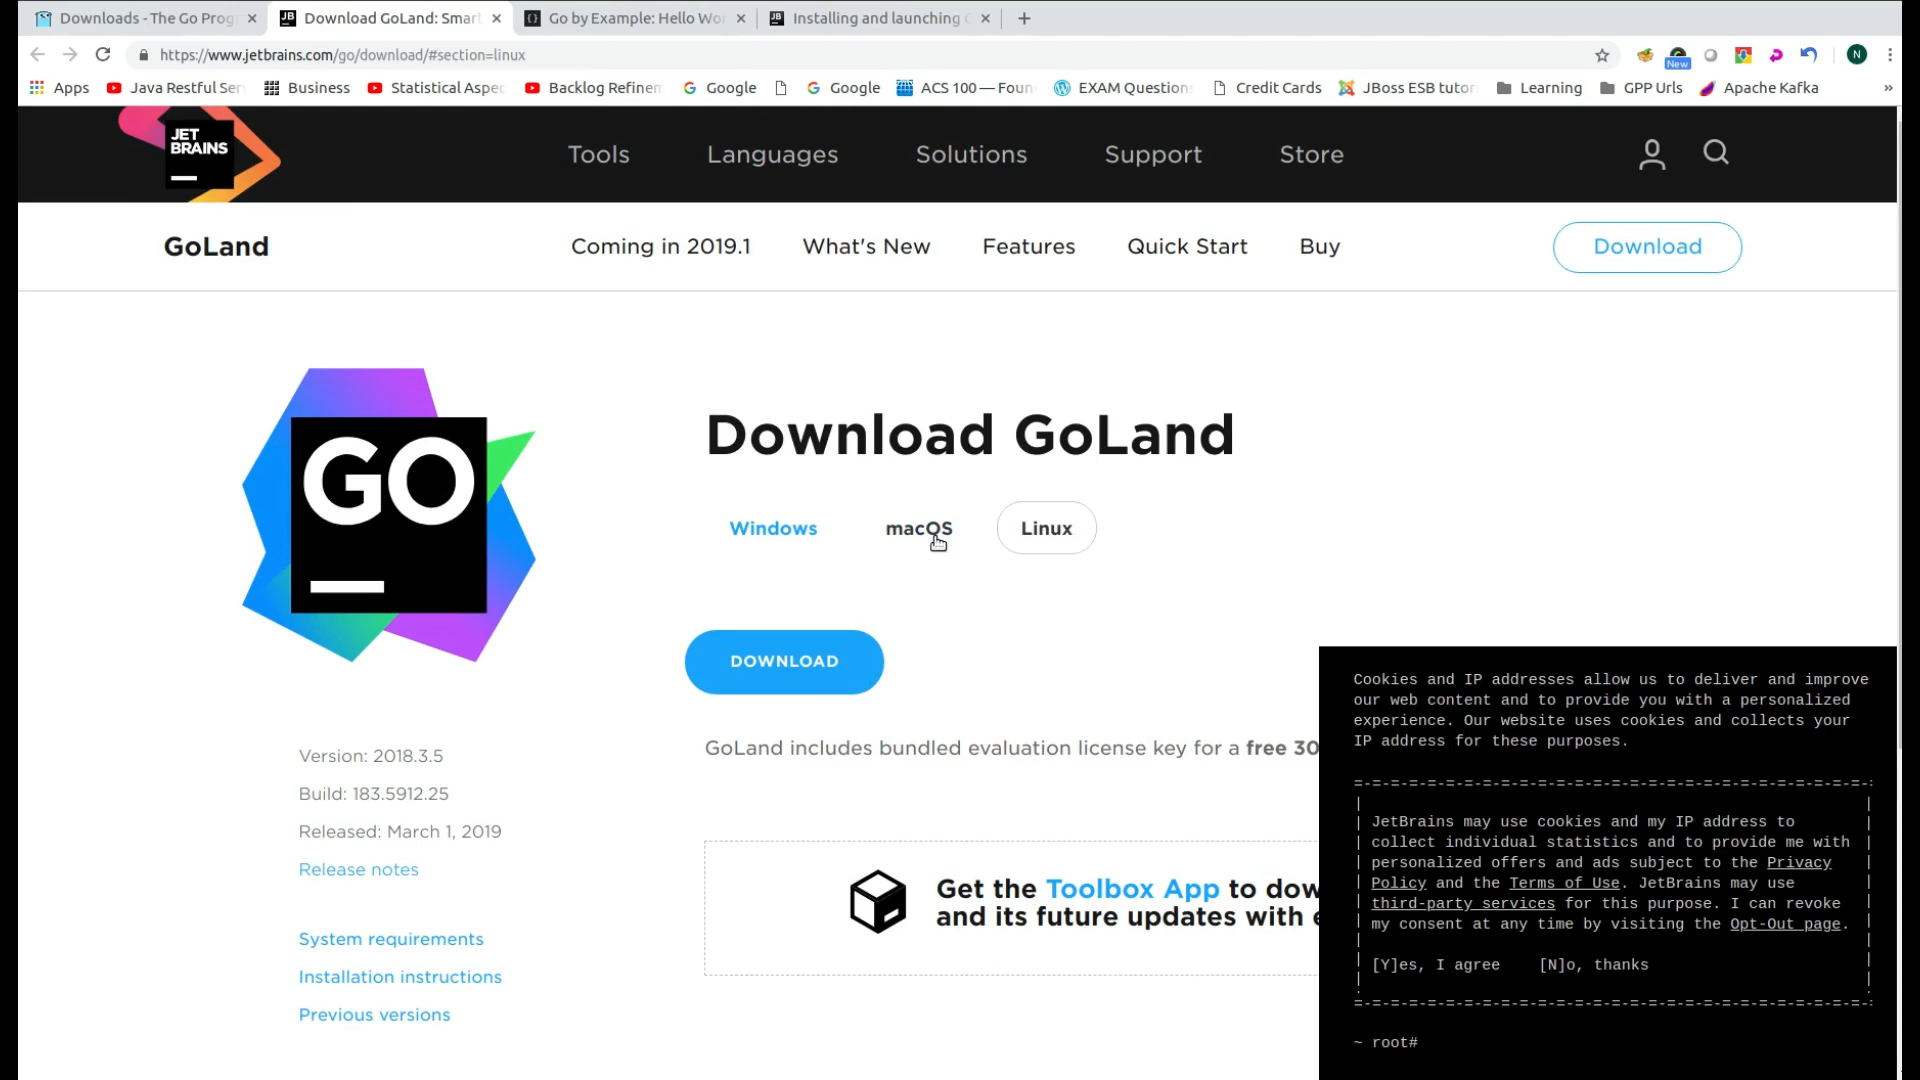 Downloads - The Go Prog
Download GoLand: Smart
Go by Example: Hello Wor
Installing and launching G
https://www.jetbrains.com/go/download/#section=linux
New
N
Apps
Java Restful Ser
Business
Statistical Aspec
Backlog Refinem
Google
Google
ACS 100 — Foun
EXAM Question
Credit Cards
JBoss ESB tutor
Learning
GPP Urls
Apache Kafka
JET
BRAINS
Tools
Languages
Solutions
Support
Store
GoLand
Coming in 2019.1
What's New
Features
Quick Start
Buy
Download
GO
Download GoLand
Windows
macOS
Linux
DOWNLOAD
GoLand includes bundled evaluation license key for a free 30
Version: 2018.3.5
Build: 183.5912.25
Released: March 1, 2019
Release notes
System requirements
Installation instructions
Previous versions
Get the Toolbox App to dow
and its future updates with e
Cookies and IP addresses allow us to deliver and improve
our web content and to provide you with a personalized
experience. Our website uses cookies and collects your
IP address for these purposes.
JetBrains may use cookies and my IP address to
collect individual statistics and to provide me with
personalized offers and ads subject to the Privacy
Policy and the Terms of Use. JetBrains may use
third-party services for this purpose. I can revoke
my consent at any time by visiting the Opt-Out page.
[Y]es, I agree [N]o, thanks
~ root#